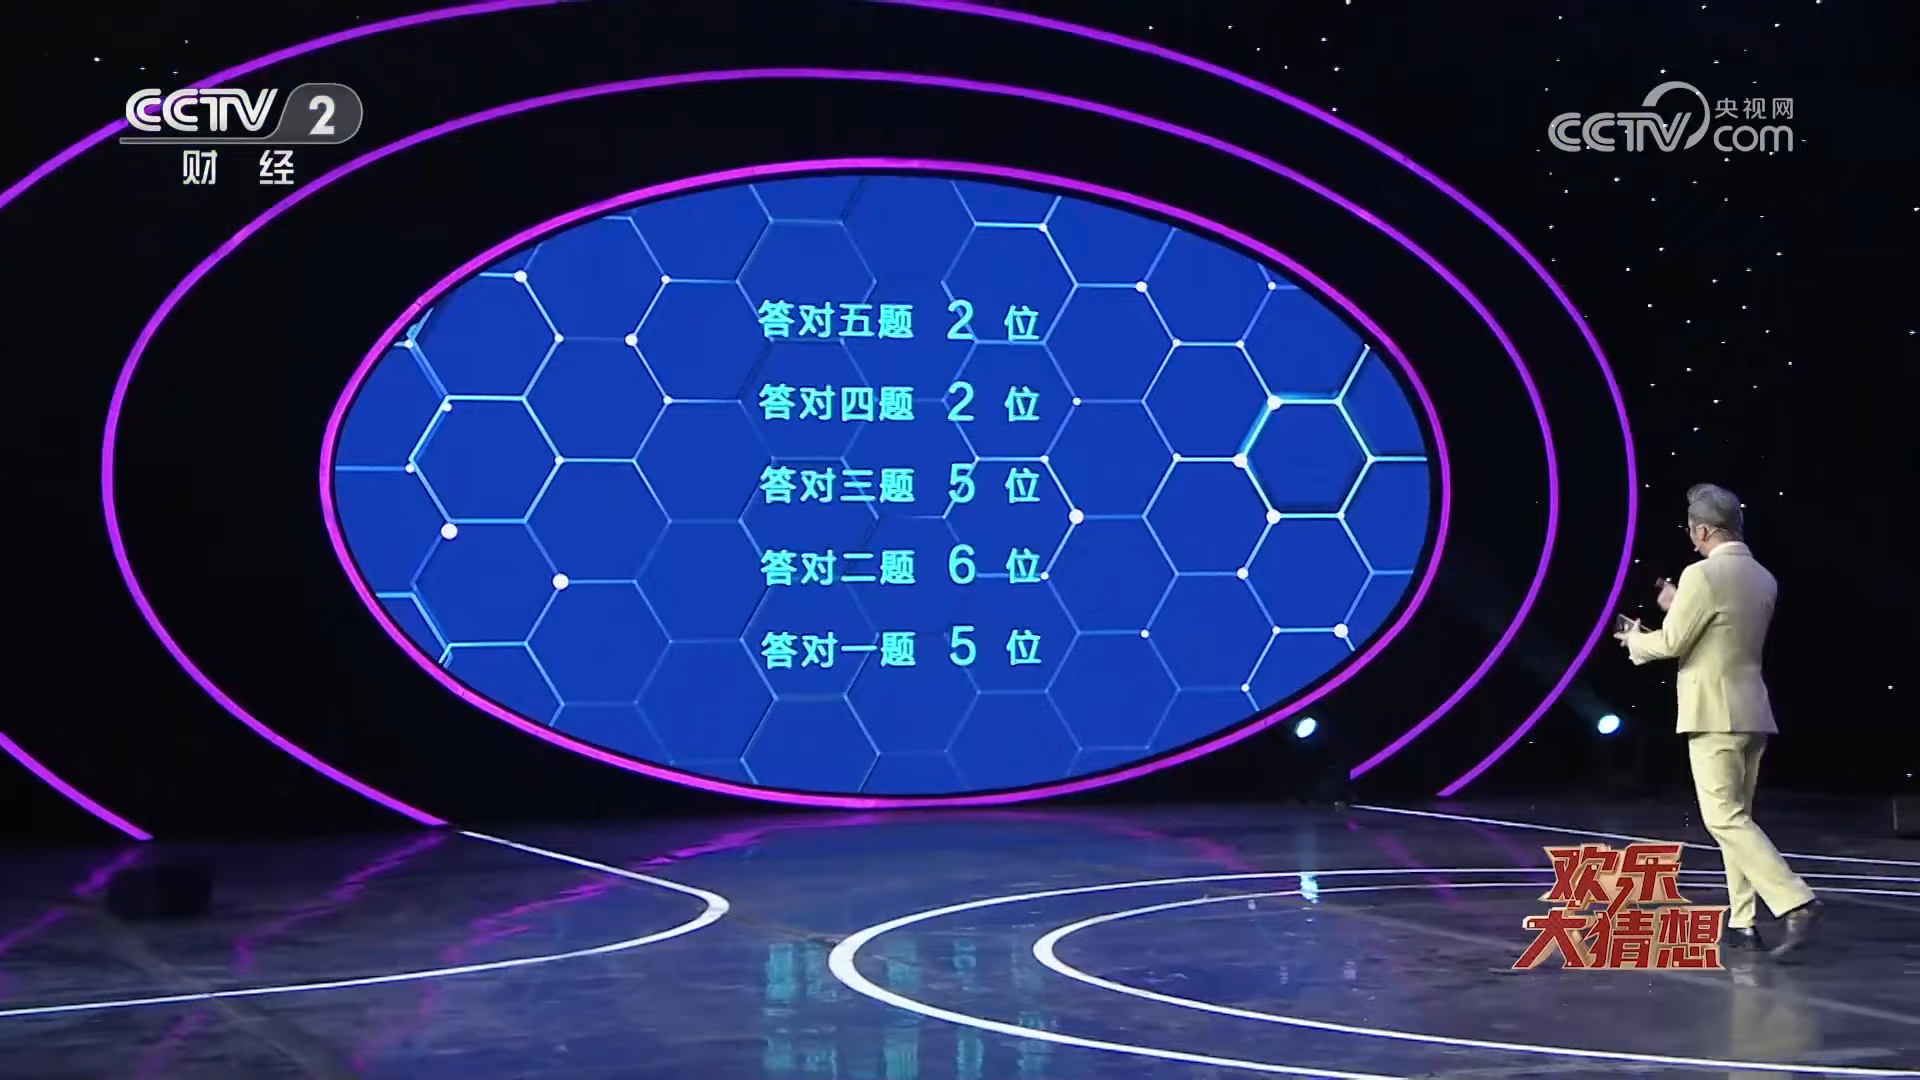 CCTV 2
财 经
央视网
CCTV com
答对五题 2 位
答对四题 2 位
答对三题 5 位
答对二题 6 位
答对一题 5 位
欢乐
大猜想